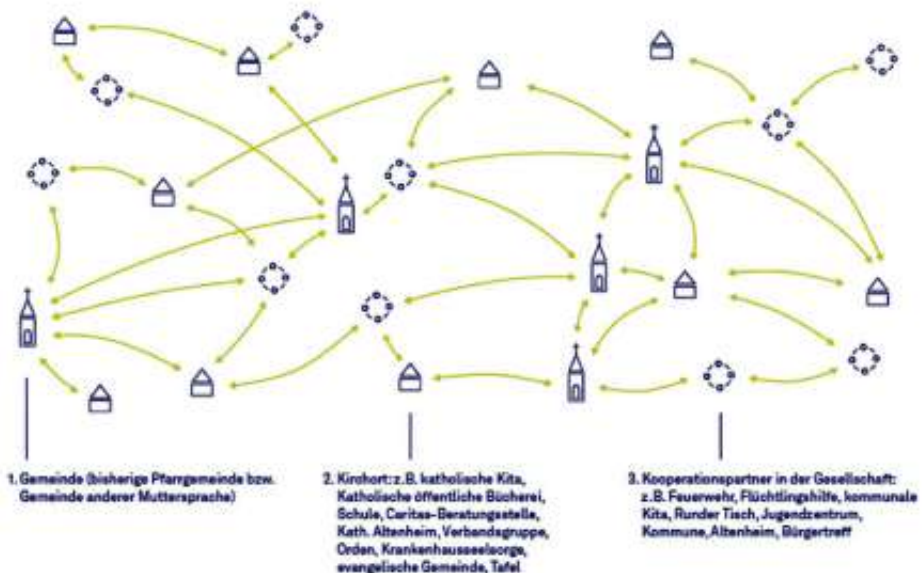 1. Gemeinde (bisherige Pfarrgemeinde bzw.
Gemeinde anderer Muttersprache)
2. Kirchort: z.B. katholische Kita,
Katholische öffentliche Bücherei,
Schule, Caritas-Beratungsstelle,
Kath. Altenheim, Verbandsgruppe,
Orden, Krankenhausseelsorge,
evangelische Gemeinde, Tafel
3. Kooperationspartner in der Gesellschaft:
z.B. Feuerwehr, Flüchtlingshilfe, kommunale
Kita, Runder Tisch, Jugendzentrum,
Kommune, Altenheim, Bürgertreff